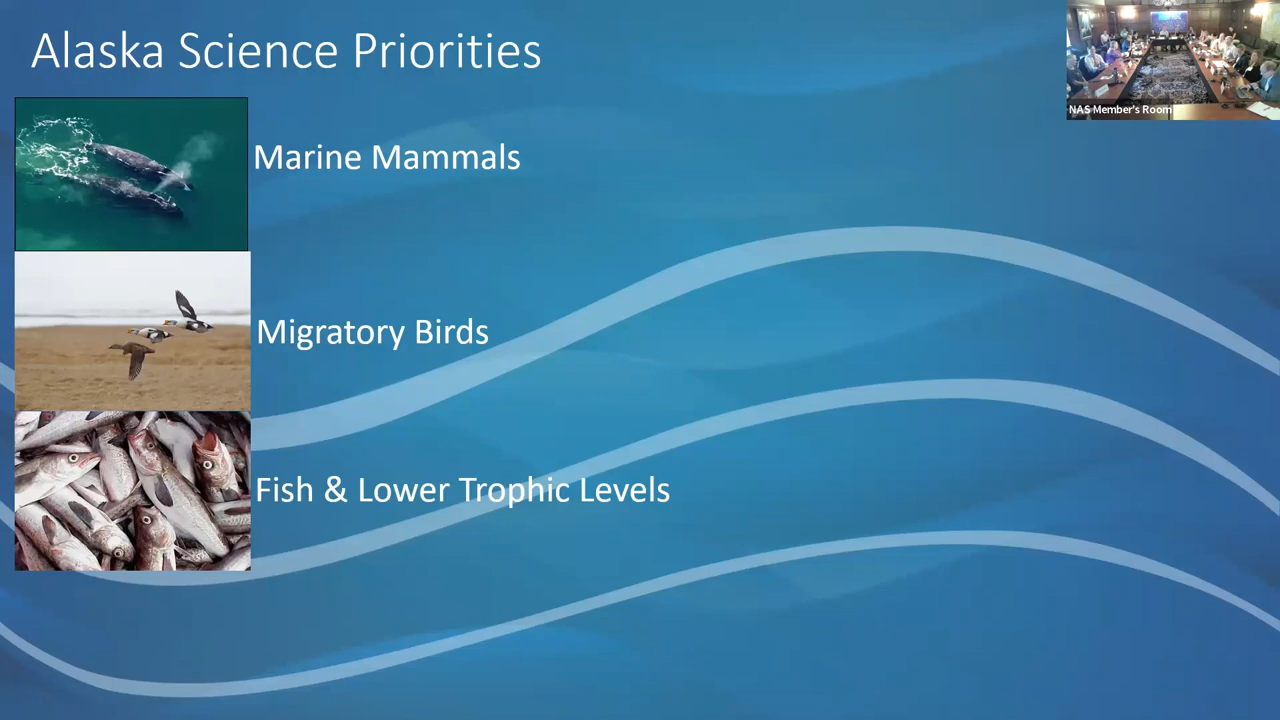 Alaska Science Priorities
NAS Member's Room
Marine Mammals
Migratory Birds
Fish & Lower Trophic Levels